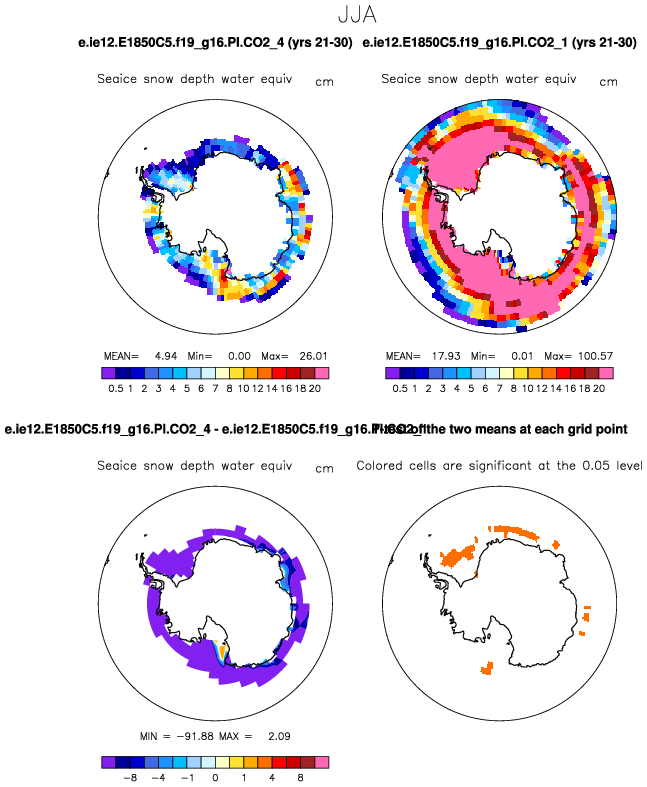 JJA
e.ie12.E1850C5.f19_g16.PI.CO2_4 (yrs 21-30) e.ie12.E1850C5.f19_g16.PI.CO2_1 (yrs 21-30)
Seaice snow depth water equiv cm Seaice snow depth water equiv cm
MEAN= 4.94 Min= 0.00 Max= 26.01 MEAN= 17.93 Min= 0.01 Max= 100.57
0.5 1 2 3 4 5 6 7 8 9 10 12 14 16 18 20 0.5 1 2 3 4 5 6 7 8 9 10 12 14 16 18 20
e.ie12.E1850C5.f19_g16.PI.CO2_4 - e.ie12.E1850C5.f19_g16.PI.CO2_ the two means at each grid point
Seaice snow depth water equiv cm Colored cells are significant at the 0.05 level
MIN = -91.88 MAX = 2.09
-8 -4 -1 0 1 4 8